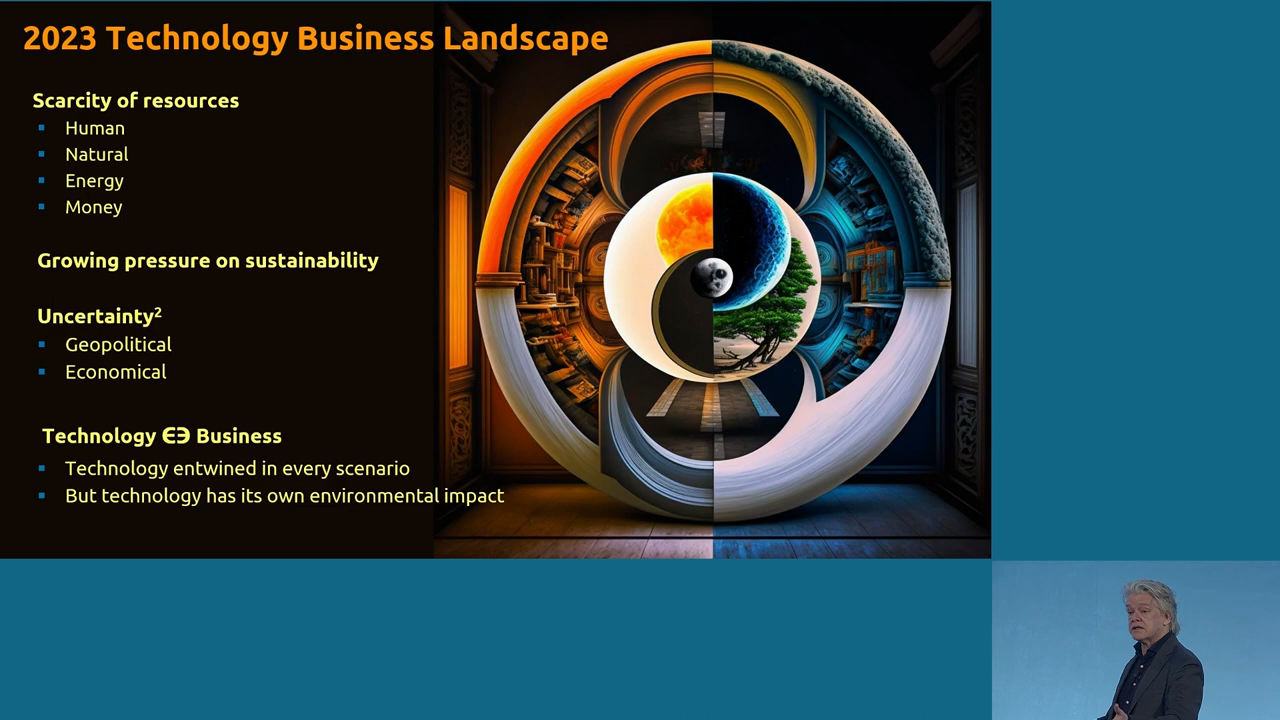 2023 Technology Business Landscape
Scarcity of resources
Human
Natural
Energy
Money
Growing pressure on sustainability
Uncertainty²
Geopolitical
Economical
Technology ∈∋ Business
Technology entwined in every scenario
But technology has its own environmental impact